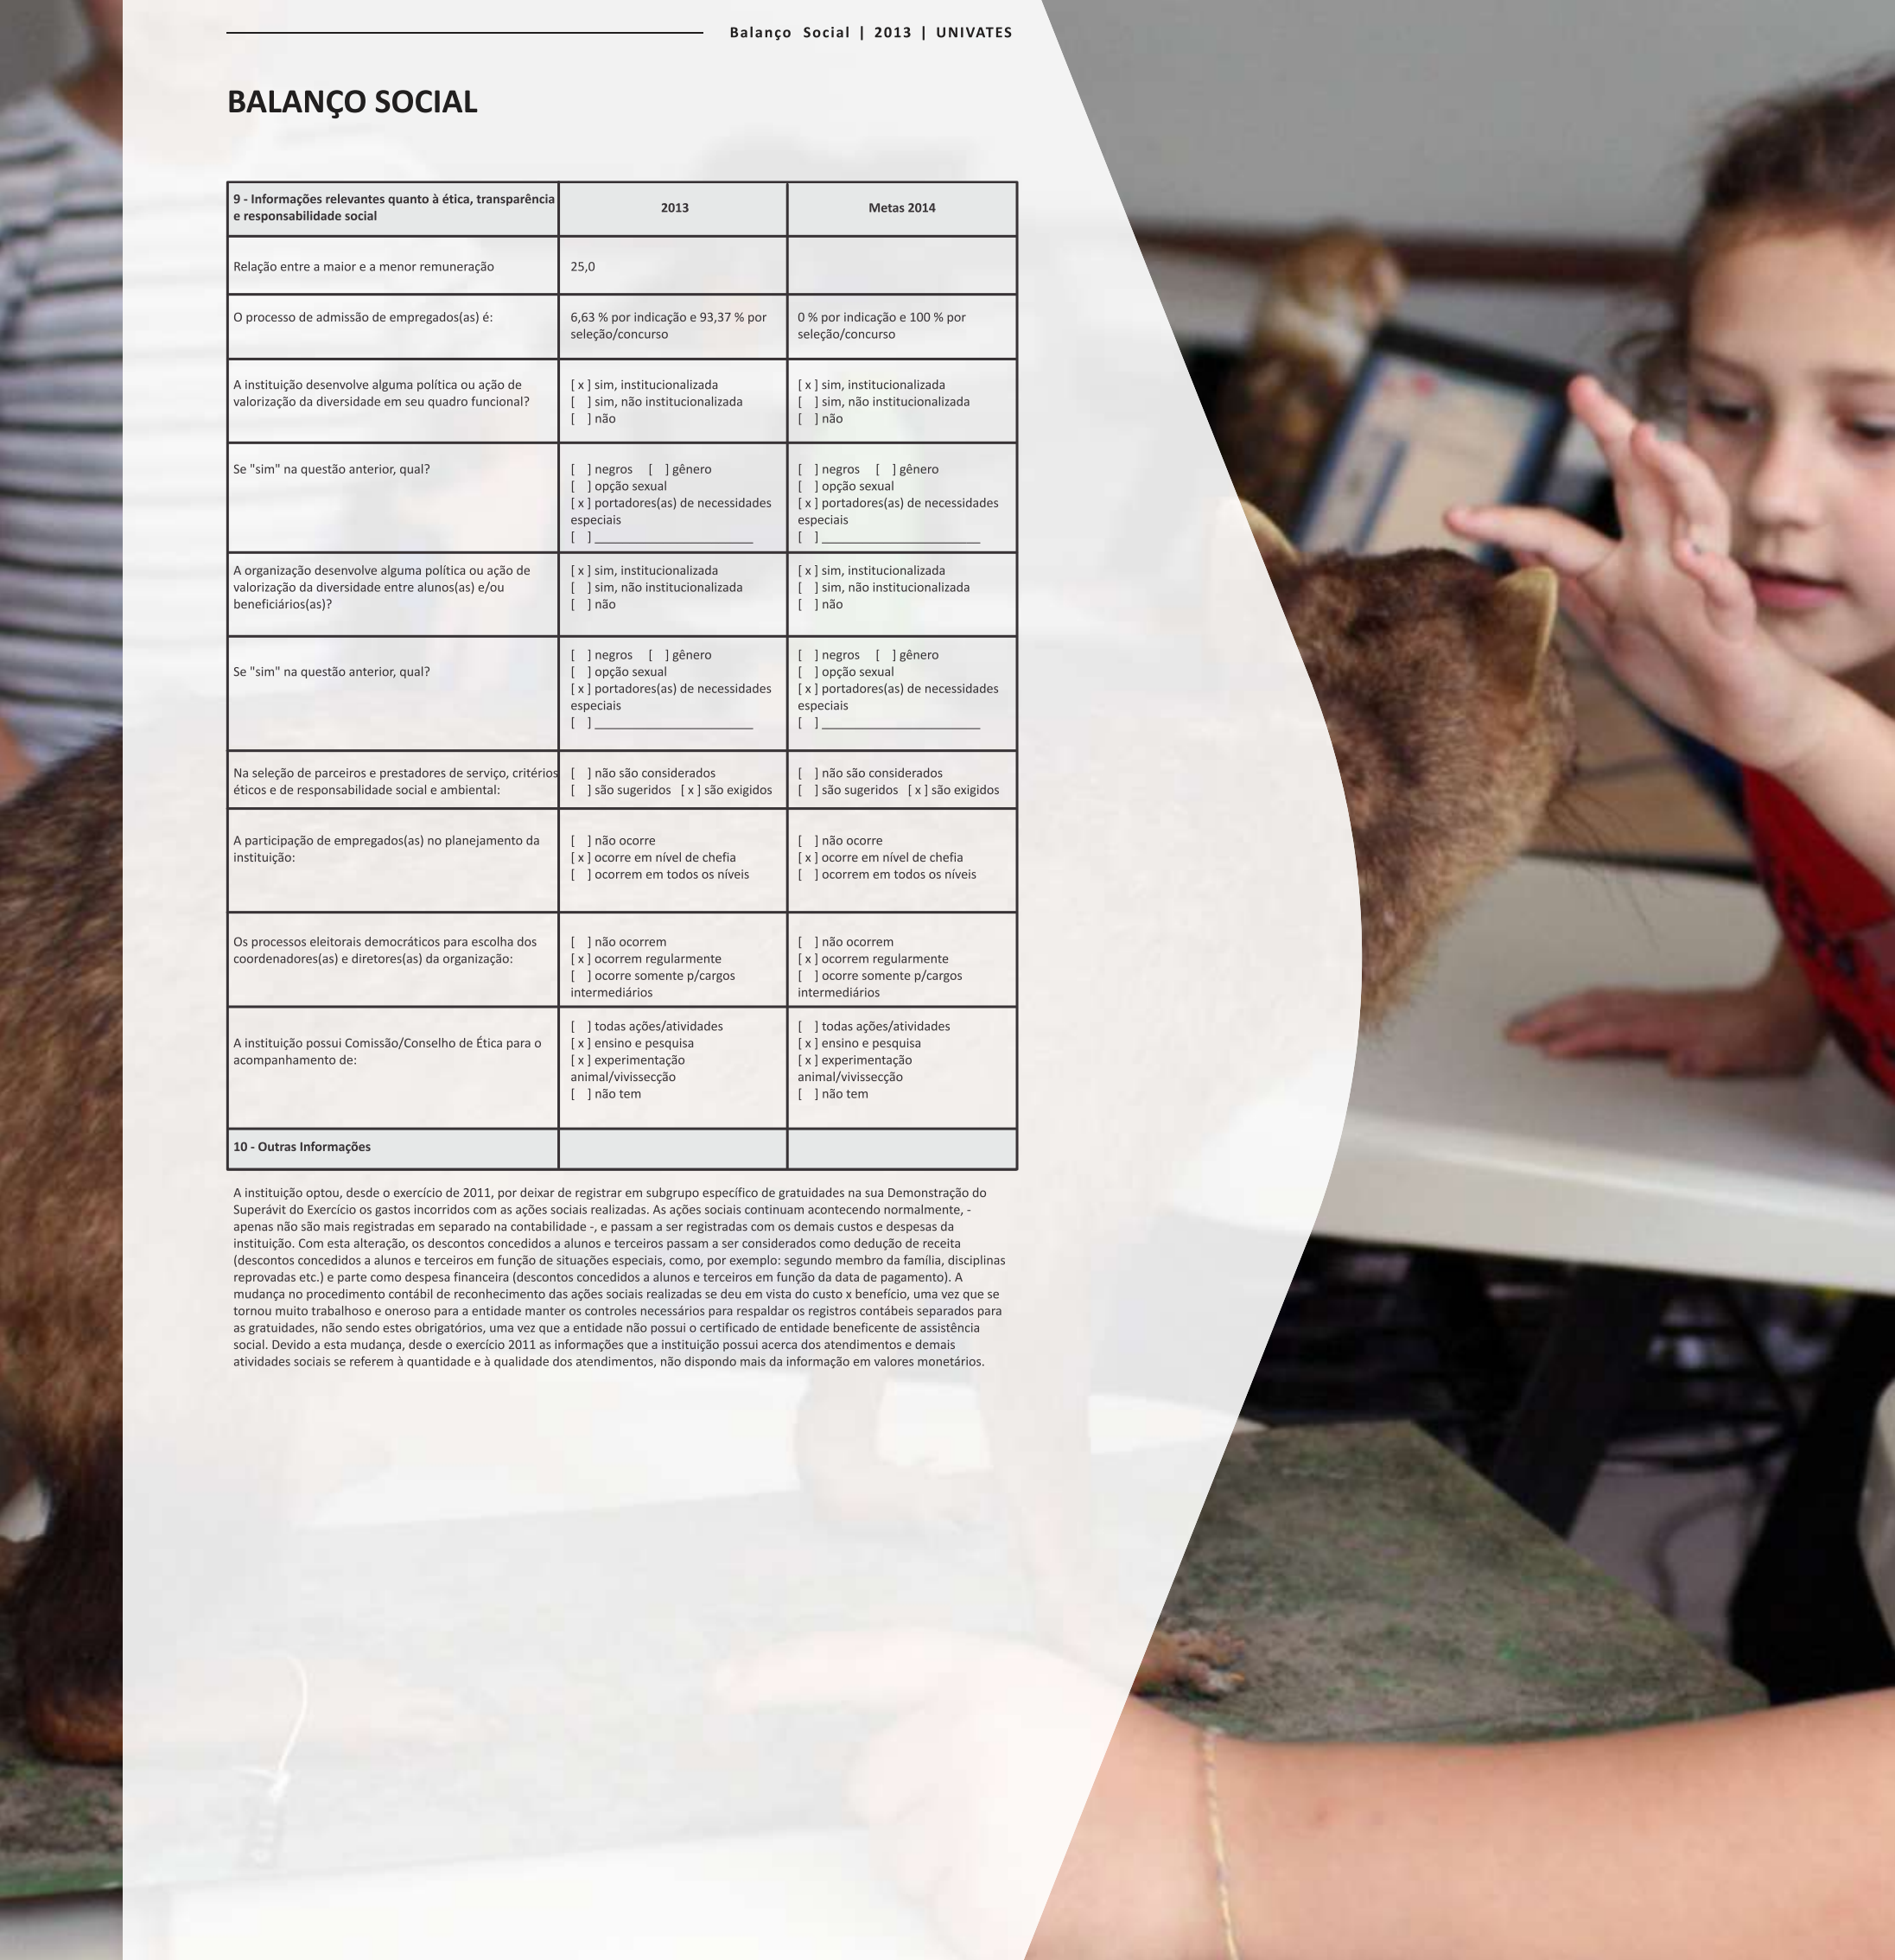 Balanço Social | 2013 | UNIVATES
BALANÇO SOCIAL
9 - Informações relevantes quanto à ética, transparência
e responsabilidade social
2013
Metas 2014
Relação entre a maior e a menor remuneração
25,0
O processo de admissão de empregados(as) é:
6,63 % por indicação e 93,37 % por
seleção/concurso
0 % por indicação e 100 % por
seleção/concurso
A instituição desenvolve alguma política ou ação de
valorização da diversidade em seu quadro funcional?
[ x ] sim, institucionalizada
[   ] sim, não institucionalizada
[   ] não
[ x ] sim, institucionalizada
[   ] sim, não institucionalizada
[   ] não
Se "sim" na questão anterior, qual?
[   ] negros    [   ] gênero
[   ] opção sexual
[ x ] portadores(as) de necessidades
especiais
[   ] ______________________
[   ] negros    [   ] gênero
[   ] opção sexual
[ x ] portadores(as) de necessidades
especiais
[   ] ______________________
A organização desenvolve alguma política ou ação de
valorização da diversidade entre alunos(as) e/ou
beneficiários(as)?
[ x ] sim, institucionalizada
[   ] sim, não institucionalizada
[   ] não
[ x ] sim, institucionalizada
[   ] sim, não institucionalizada
[   ] não
Se "sim" na questão anterior, qual?
[   ] negros    [   ] gênero
[   ] opção sexual
[ x ] portadores(as) de necessidades
especiais
[   ] ______________________
[   ] negros    [   ] gênero
[   ] opção sexual
[ x ] portadores(as) de necessidades
especiais
[   ] ______________________
Na seleção de parceiros e prestadores de serviço, critérios
éticos e de responsabilidade social e ambiental:
[   ] não são considerados
[   ] são sugeridos  [ x ] são exigidos
[   ] não são considerados
[   ] são sugeridos  [ x ] são exigidos
A participação de empregados(as) no planejamento da
instituição:
[   ] não ocorre
[ x ] ocorre em nível de chefia
[   ] ocorrem em todos os níveis
[   ] não ocorre
[ x ] ocorre em nível de chefia
[   ] ocorrem em todos os níveis
Os processos eleitorais democráticos para escolha dos
coordenadores(as) e diretores(as) da organização:
[   ] não ocorrem
[ x ] ocorrem regularmente
[   ] ocorre somente p/cargos
intermediários
[   ] não ocorrem
[ x ] ocorrem regularmente
[   ] ocorre somente p/cargos
intermediários
A instituição possui Comissão/Conselho de Ética para o
acompanhamento de:
[   ] todas ações/atividades
[ x ] ensino e pesquisa
[ x ] experimentação
animal/vivissecção
[   ] não tem
[   ] todas ações/atividades
[ x ] ensino e pesquisa
[ x ] experimentação
animal/vivissecção
[   ] não tem
10 - Outras Informações
A instituição optou, desde o exercício de 2011, por deixar de registrar em subgrupo específico de gratuidades na sua Demonstração do
Superávit do Exercício os gastos incorridos com as ações sociais realizadas. As ações sociais continuam acontecendo normalmente, -
apenas não são mais registradas em separado na contabilidade -, e passam a ser registradas com os demais custos e despesas da
instituição. Com esta alteração, os descontos concedidos a alunos e terceiros passam a ser considerados como dedução de receita
(descontos concedidos a alunos e terceiros em função de situações especiais, como, por exemplo: segundo membro da família, disciplinas
reprovadas etc.) e parte como despesa financeira (descontos concedidos a alunos e terceiros em função da data de pagamento). A
mudança no procedimento contábil de reconhecimento das ações sociais realizadas se deu em vista do custo x benefício, uma vez que se
tornou muito trabalhoso e oneroso para a entidade manter os controles necessários para respaldar os registros contábeis separados para
as gratuidades, não sendo estes obrigatórios, uma vez que a entidade não possui o certificado de entidade beneficente de assistência
social. Devido a esta mudança, desde o exercício 2011 as informações que a instituição possui acerca dos atendimentos e demais
atividades sociais se referem à quantidade e à qualidade dos atendimentos, não dispondo mais da informação em valores monetários.